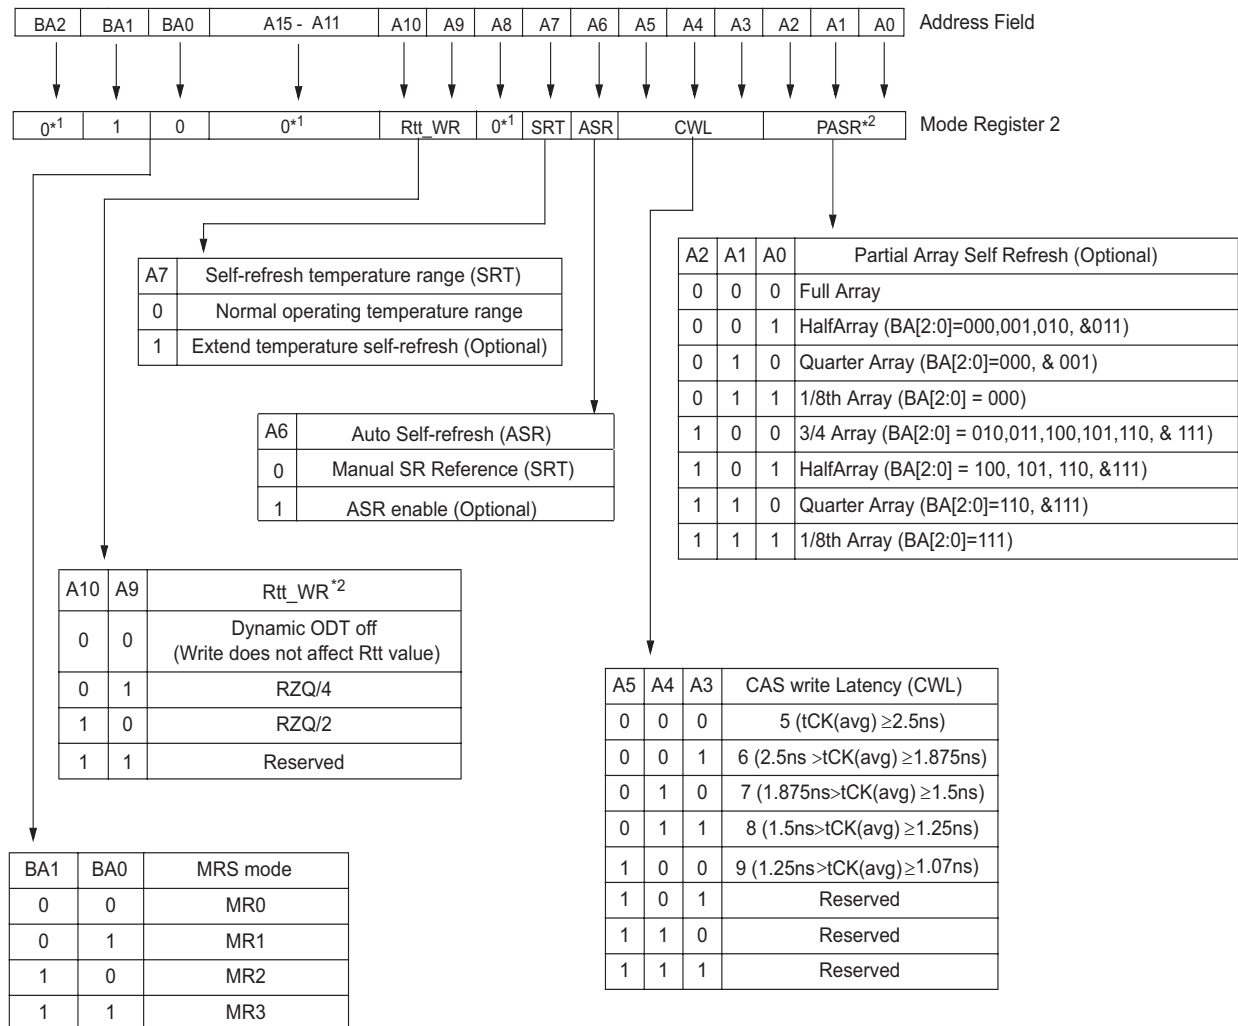 BA2 BA1 BA0 A15 - A11 A10 A9 A8 A7 A6 A5 A4 A3 A2 A1 A0 Address Field
0*1 1 0 0*1 Rtt_WR 0*1 SRT ASR CWL PASR*2 Mode Register 2
A7 Self-refresh temperature range (SRT)
0 Normal operating temperature range
1 Extend temperature self-refresh (Optional)
A2 A1 A0 Partial Array Self Refresh (Optional)
0 0 0 Full Array
0 0 1 HalfArray (BA[2:0]=000,001,010, &011)
0 1 0 Quarter Array (BA[2:0]=000, & 001)
0 1 1 1/8th Array (BA[2:0] = 000)
1 0 0 3/4 Array (BA[2:0] = 010,011,100,101,110, & 111)
1 0 1 HalfArray (BA[2:0] = 100, 101, 110, &111)
1 1 0 Quarter Array (BA[2:0]=110, &111)
1 1 1 1/8th Array (BA[2:0]=111)
A6 Auto Self-refresh (ASR)
0 Manual SR Reference (SRT)
1 ASR enable (Optional)
A10 A9 Rtt_WR*2
0 0 Dynamic ODT off
(Write does not affect Rtt value)
0 1 RZQ/4
1 0 RZQ/2
1 1 Reserved
A5 A4 A3 CAS write Latency (CWL)
0 0 0 5 (tCK(avg) ≥2.5ns)
0 0 1 6 (2.5ns >tCK(avg) ≥1.875ns)
0 1 0 7 (1.875ns>tCK(avg) ≥1.5ns)
0 1 1 8 (1.5ns>tCK(avg) ≥1.25ns)
1 0 0 9 (1.25ns>tCK(avg) ≥1.07ns)
1 0 1 Reserved
1 1 0 Reserved
1 1 1 Reserved
BA1 BA0 MRS mode
0 0 MR0
0 1 MR1
1 0 MR2
1 1 MR3